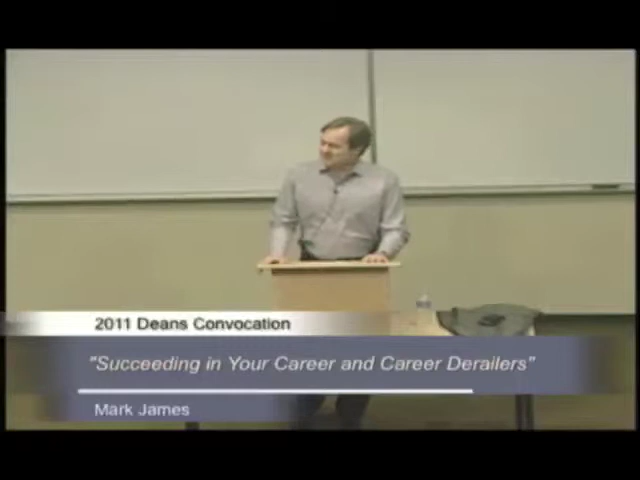 2011 Deans Convocation
"Succeeding in Your Career and Career Derailers"
Mark James